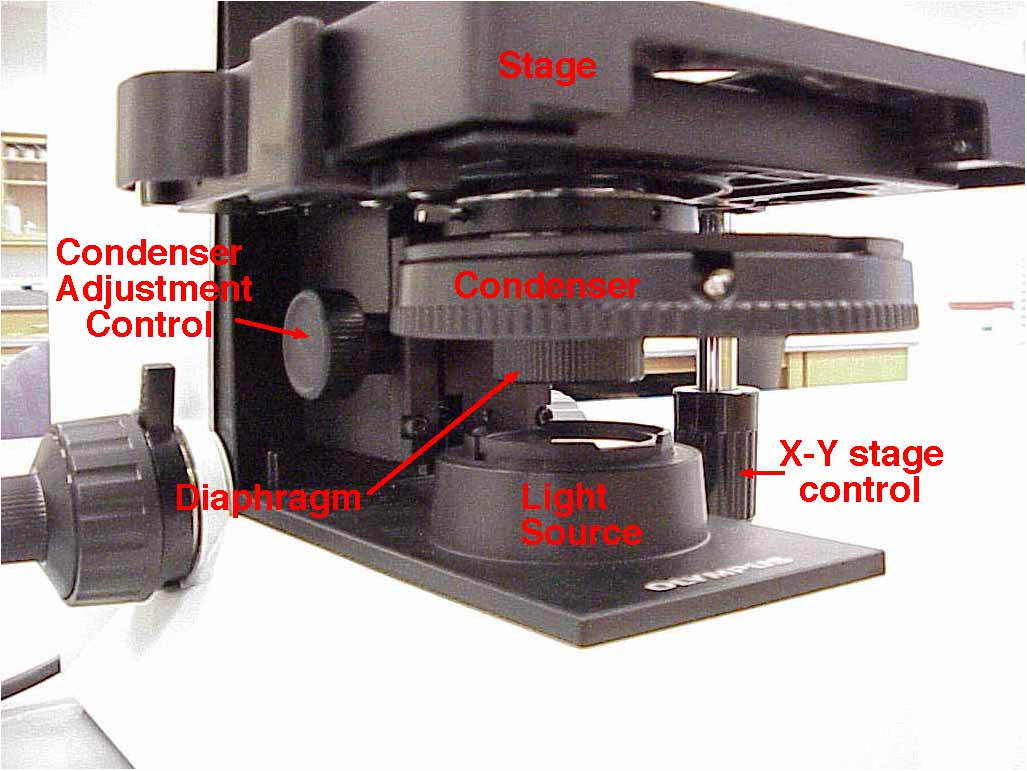 Stage
Condenser
Adjustment
Control
Condenser
Diaphragm
Light
Source
X-Y stage
control
OLYMPUS